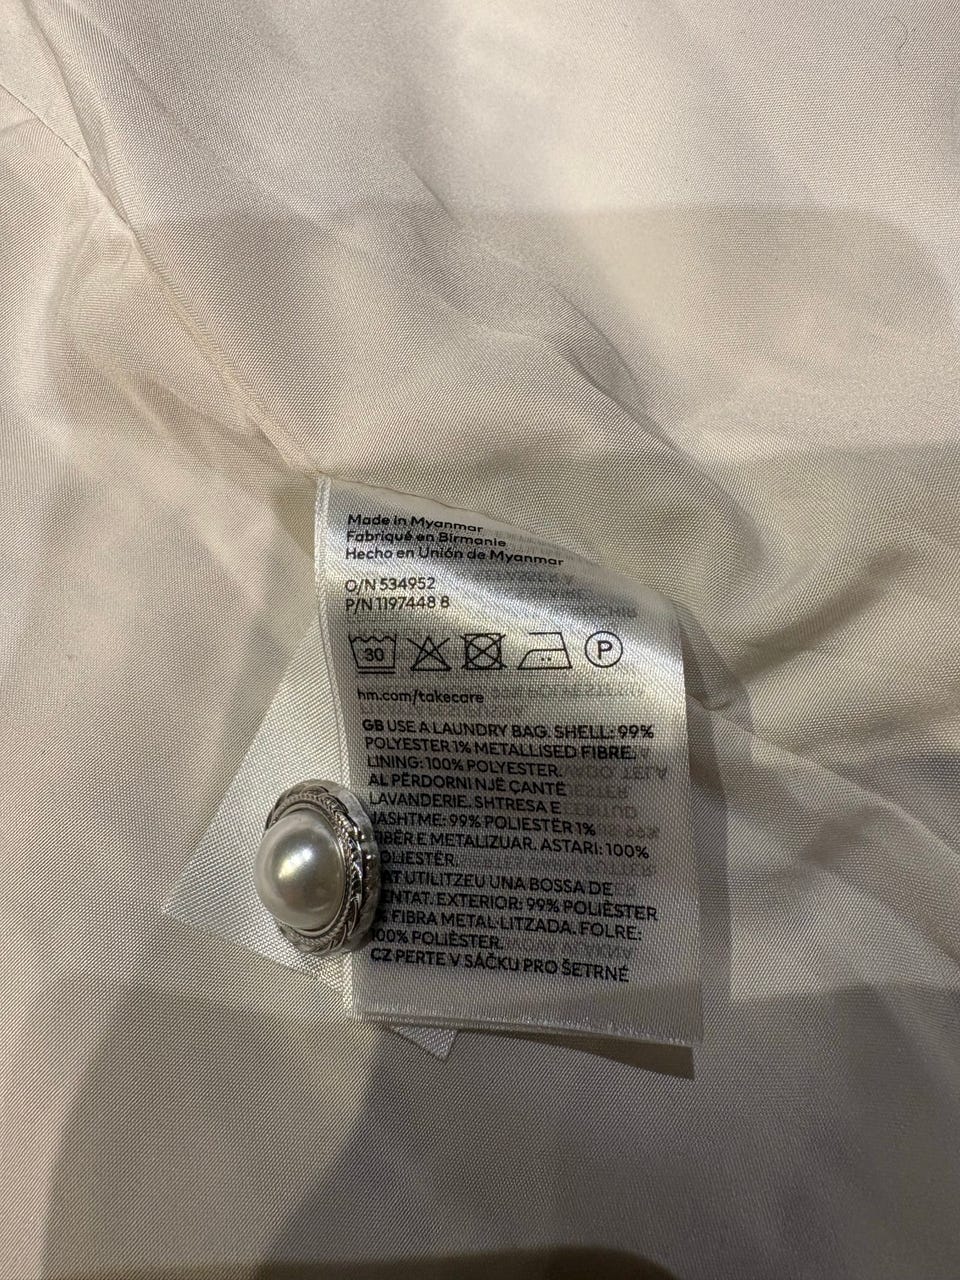 Made in Myanmar
Fabriqué en Birmanie
Hecho en Unión de Myanmar
O/N 534952
P/N 1197448 8
30
P
hm.com/takecare
GB USE A LAUNDRY BAG. SHELL: 99%
POLYESTER 1% METALLISED FIBRE.
LINING: 100% POLYESTER.
AL PËRDORNI NJË ÇANTË
LAVANDERIE. SHTRESA E
JASHTME: 99% POLIESTËR 1%
E METALIZUAR. ASTARI: 100%
UTILITZEU UNA BOSSA DE
EXTERIOR: 99% POLIÈSTER
FIBRA METAL·LITZADA. FOLRE:
100% POLIÈSTER.
CZ PERTE V SÁČKU PRO ŠETRNÉ